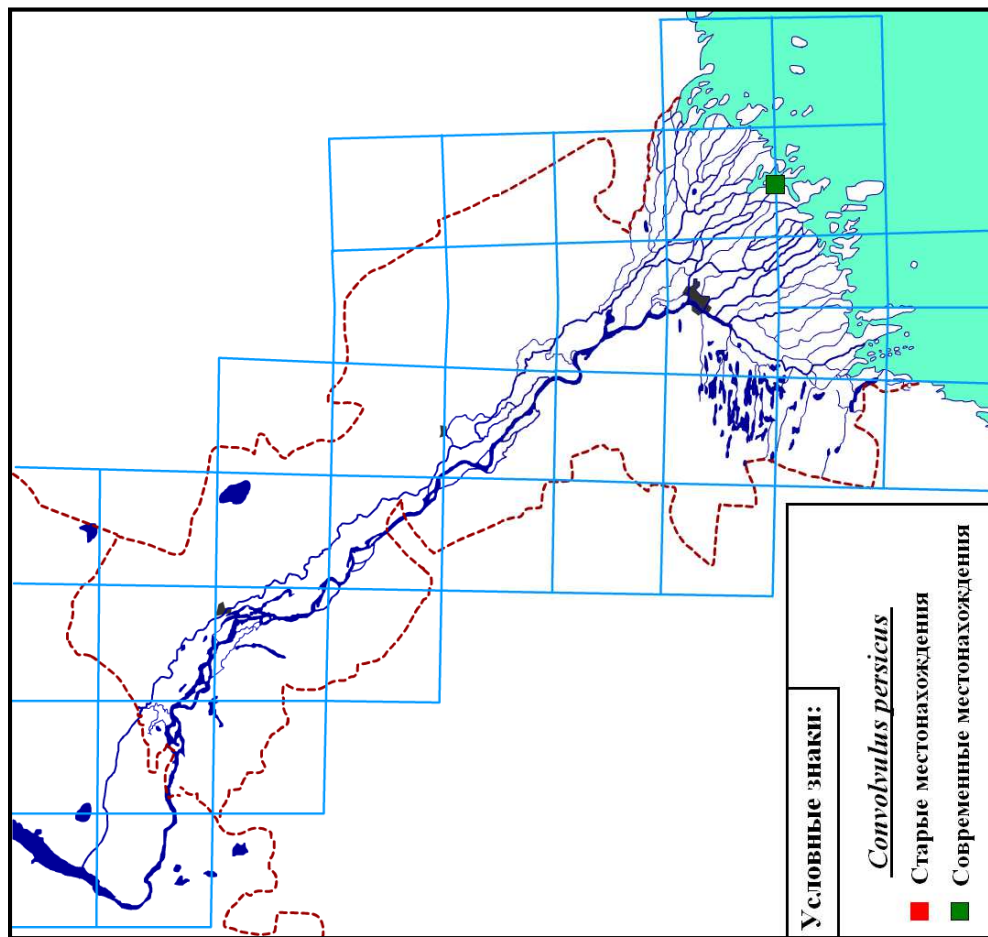 Условные знаки:
Convolvulus persicus
Старые местонахождения
Современные местонахождения